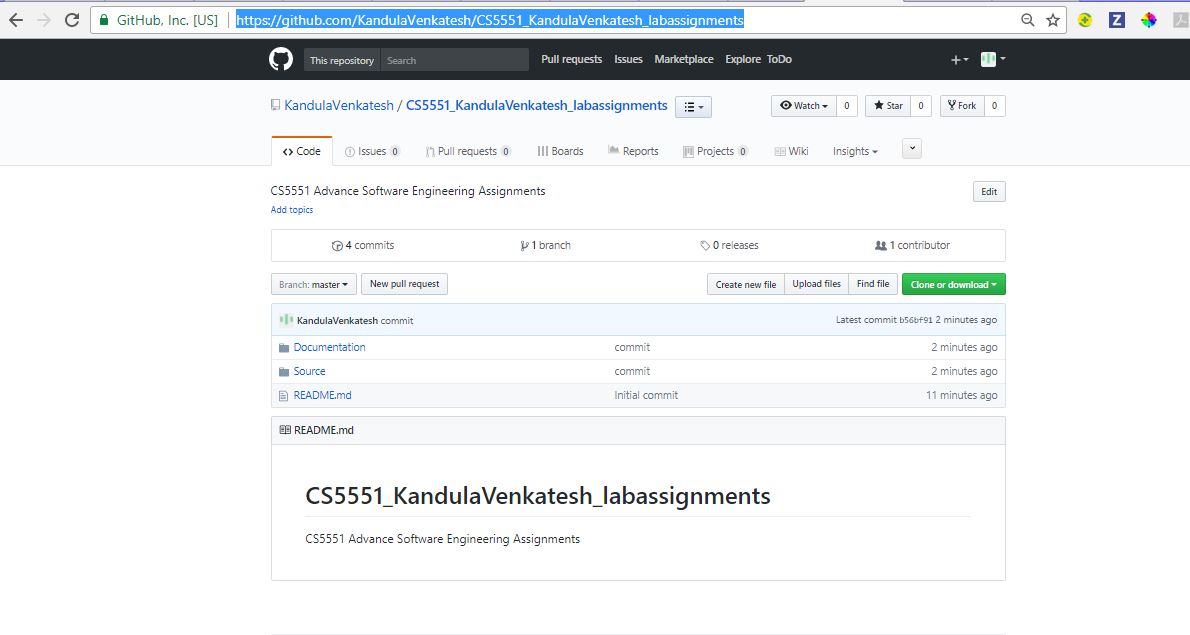 GitHub, Inc. [US] https://github.com/KandulaVenkatesh/CS5551_KandulaVenkatesh_labassignments
Z
This repository Search Pull requests Issues Marketplace Explore ToDo
KandulaVenkatesh / CS5551_KandulaVenkatesh_labassignments Watch 0 Star 0 Fork 0
Code Issues 0 Pull requests 0 Boards Reports Projects 0 Wiki Insights
CS5551 Advance Software Engineering Assignments Edit
Add topics
4 commits 1 branch 0 releases 1 contributor
Branch: master New pull request Create new file Upload files Find file Clone or download
KandulaVenkatesh commit Latest commit b56bf91 2 minutes ago
Documentation commit 2 minutes ago
Source commit 2 minutes ago
README.md Initial commit 11 minutes ago
README.md
CS5551_KandulaVenkatesh_labassignments
CS5551 Advance Software Engineering Assignments